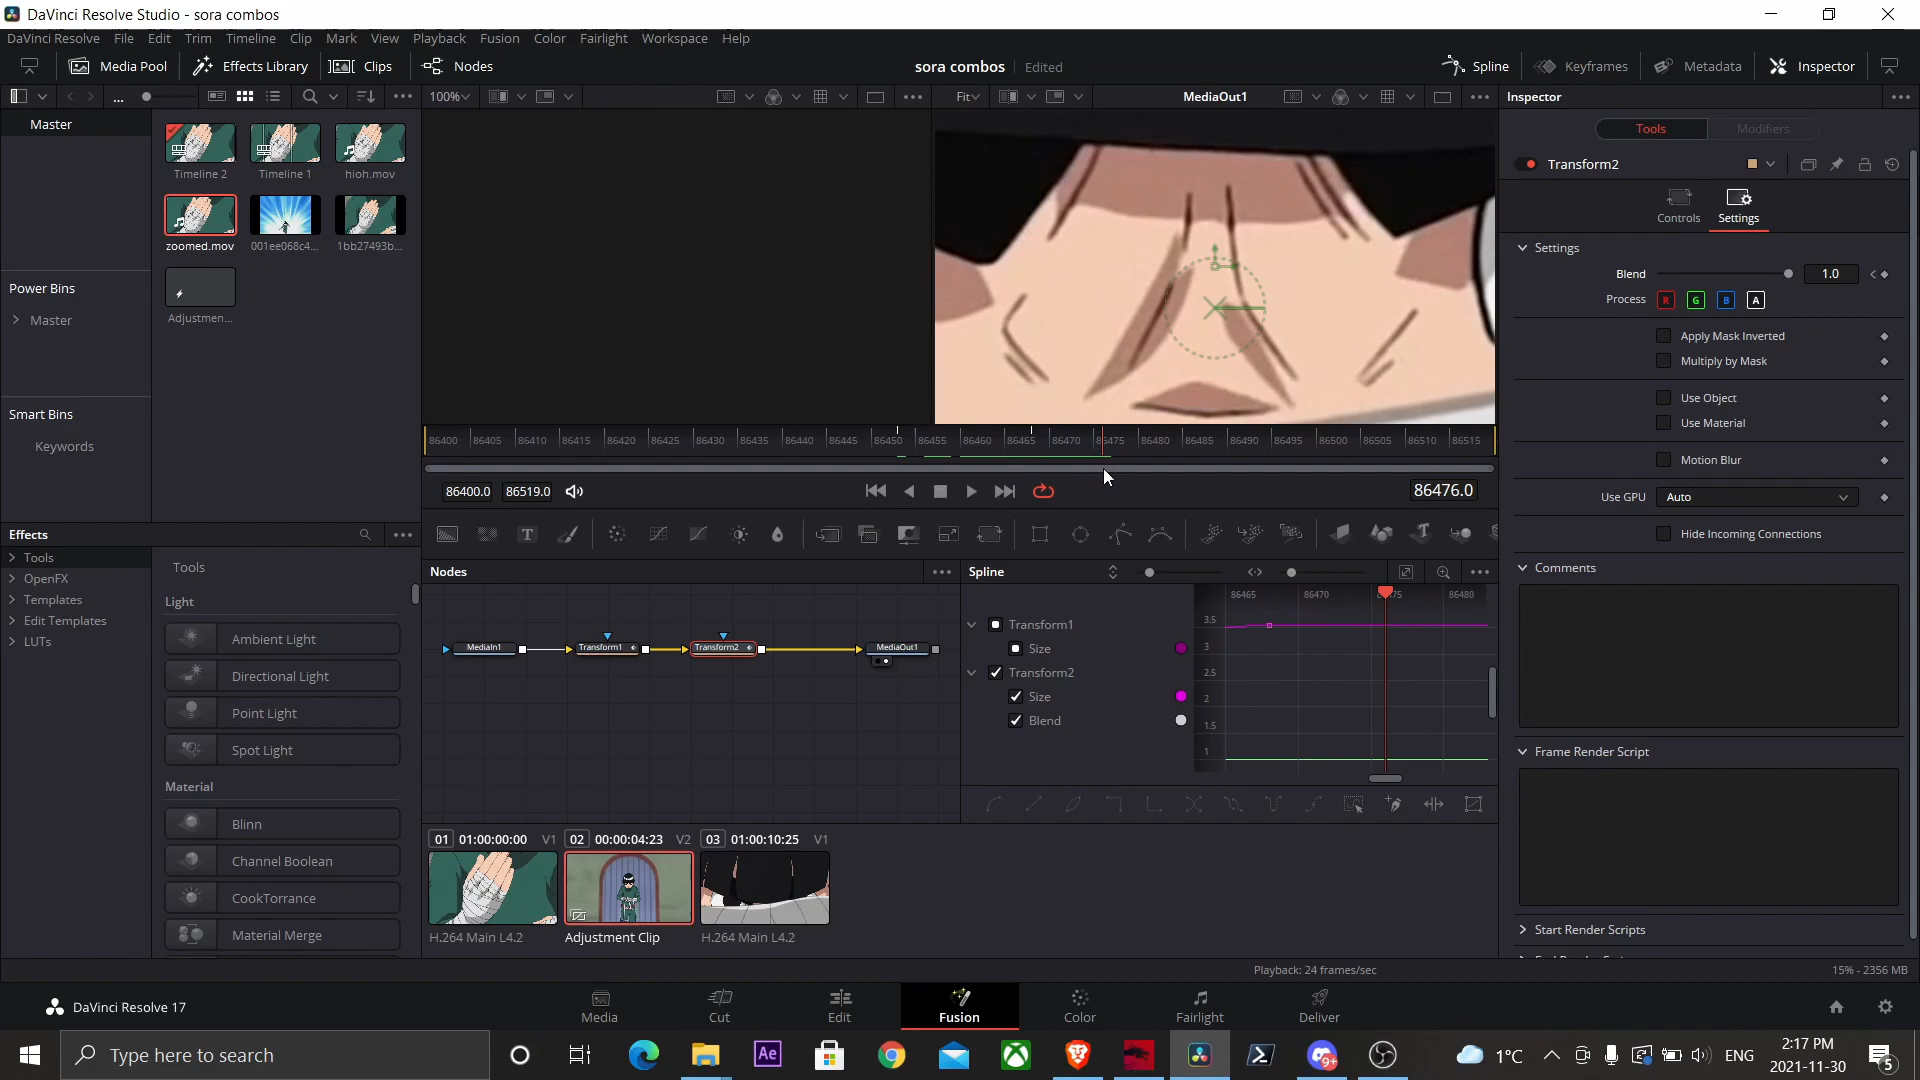 DaVinci Resolve Studio - sora combos
DaVinci Resolve File Edit Trim Timeline Clip Mark View Playback Fusion Color Fairlight Workspace Help
Media Pool Effects Library Clips Nodes sora combos Edited Spline Keyframes Metadata Inspector
... 100% Fit MediaOut1 Inspector
Master
Timeline 2 Timeline 1 hioh.mov
zoomed.mov 001ee068c4... 1bb27493b...
Adjustmen...
Power Bins
Master
Smart Bins
Keywords
Tools Modifiers
Transform2
Controls Settings
Settings
Blend 1.0
Process R G B A
Apply Mask Inverted
Multiply by Mask
Use Object
Use Material
Motion Blur
Use GPU Auto
Hide Incoming Connections
Comments
Frame Render Script
Start Render Scripts
86400 86405 86410 86415 86420 86425 86430 86435 86440 86445 86450 86455 86460 86465 86470 86475 86480 86485 86490 86495 86500 86505 86510 86515
86400.0 86519.0 86476.0
Effects
Tools
OpenFX
Templates
Edit Templates
LUTs
Tools
Light
Ambient Light
Directional Light
Point Light
Spot Light
Material
Blinn
Channel Boolean
CookTorrance
Material Merge
Nodes
MediaIn1 Transform1 Transform2 MediaOut1
Spline
86465 86470 86480
Transform1
Size
Transform2
Size
Blend
3.5
3
2.5
2
1.5
1
01 01:00:00:00 V1 02 00:00:04:23 V2 03 01:00:10:25 V1
H.264 Main L4.2 Adjustment Clip H.264 Main L4.2
Playback: 24 frames/sec 15% - 2356 MB
DaVinci Resolve 17 Media Cut Edit Fusion Color Fairlight Deliver
Type here to search Ae 9+ 1°C ENG 2:17 PM
2021-11-30 5